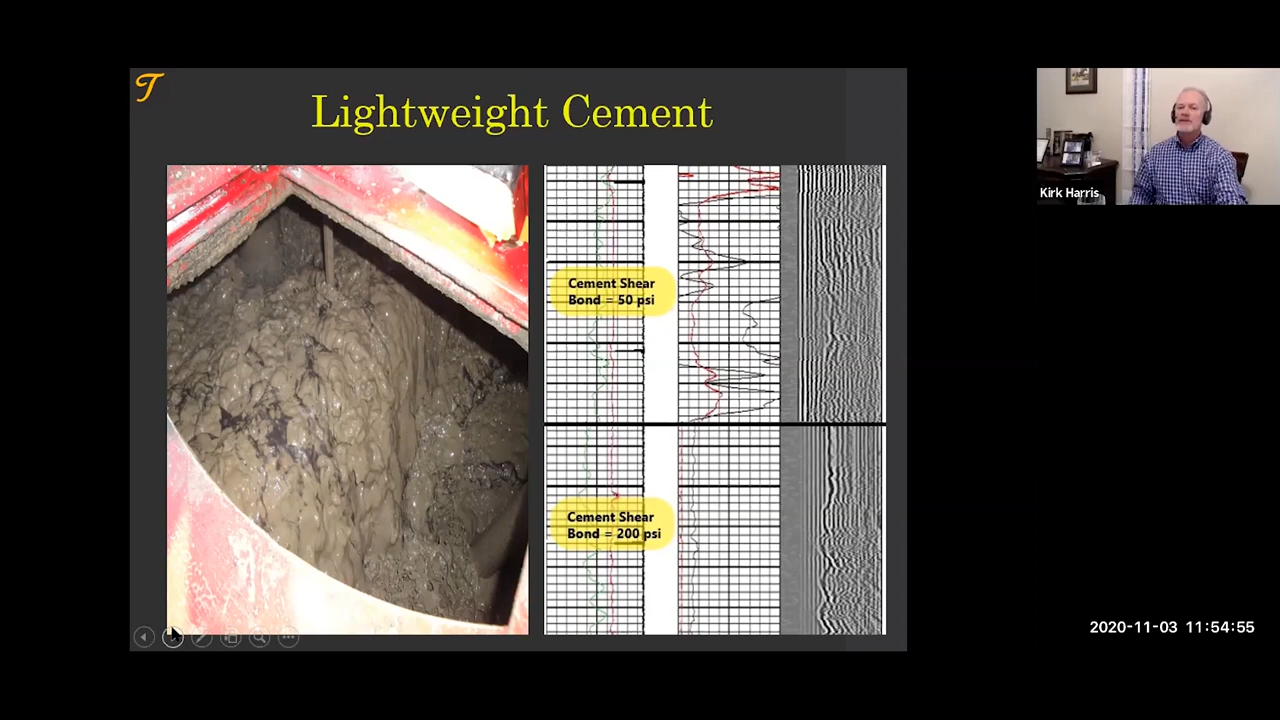 T
Lightweight Cement
Cement Shear
Bond = 50 psi
Cement Shear
Bond = 200 psi
Kirk Harris
2020-11-03 11:54:55